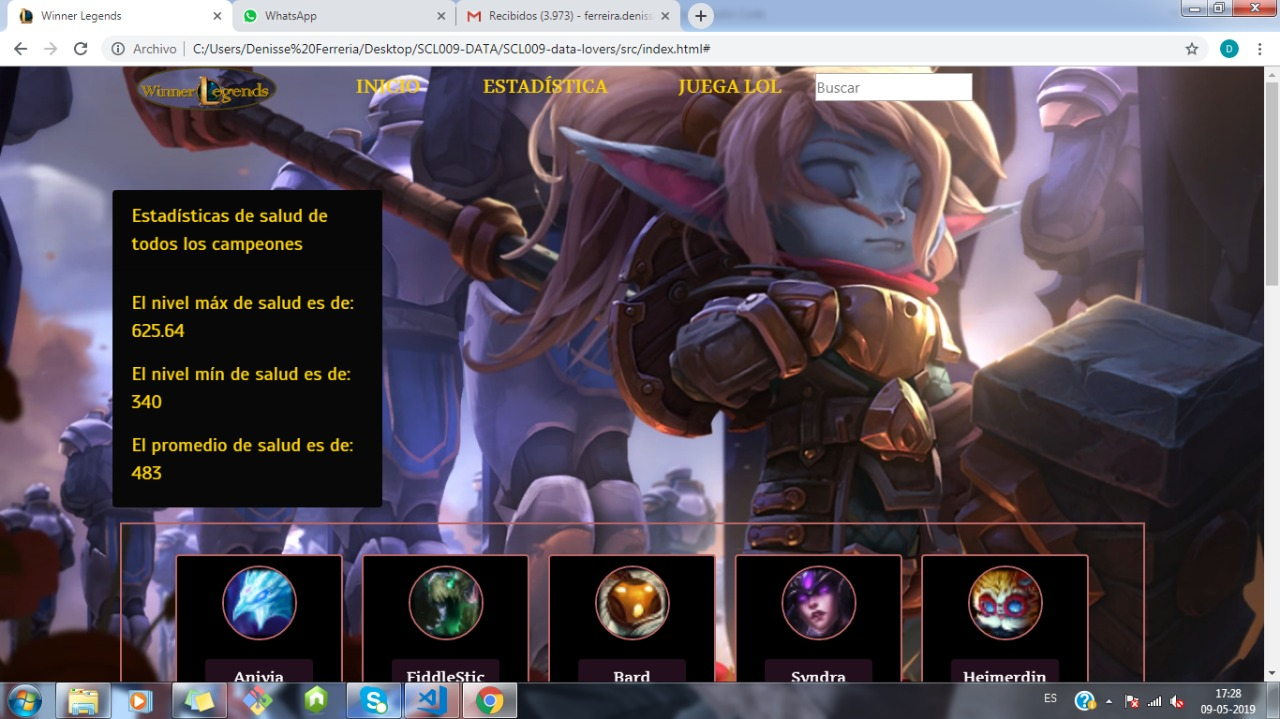 Winner Legends
WhatsApp
Recibidos (3.973) - ferreira.deniss
Archivo
C:/Users/Denisse%20Ferreria/Desktop/SCL009-DATA/SCL009-data-lovers/src/index.html#
D
Winner Legends
INICIO
ESTADÍSTICA
JUEGA LOL
Buscar
Estadísticas de salud de
todos los campeones
El nivel máx de salud es de:
625.64
El nivel mín de salud es de:
340
El promedio de salud es de:
483
Anivia
FiddleStic
Bard
Syndra
Heimerdin
ES
17:28
09-05-2019